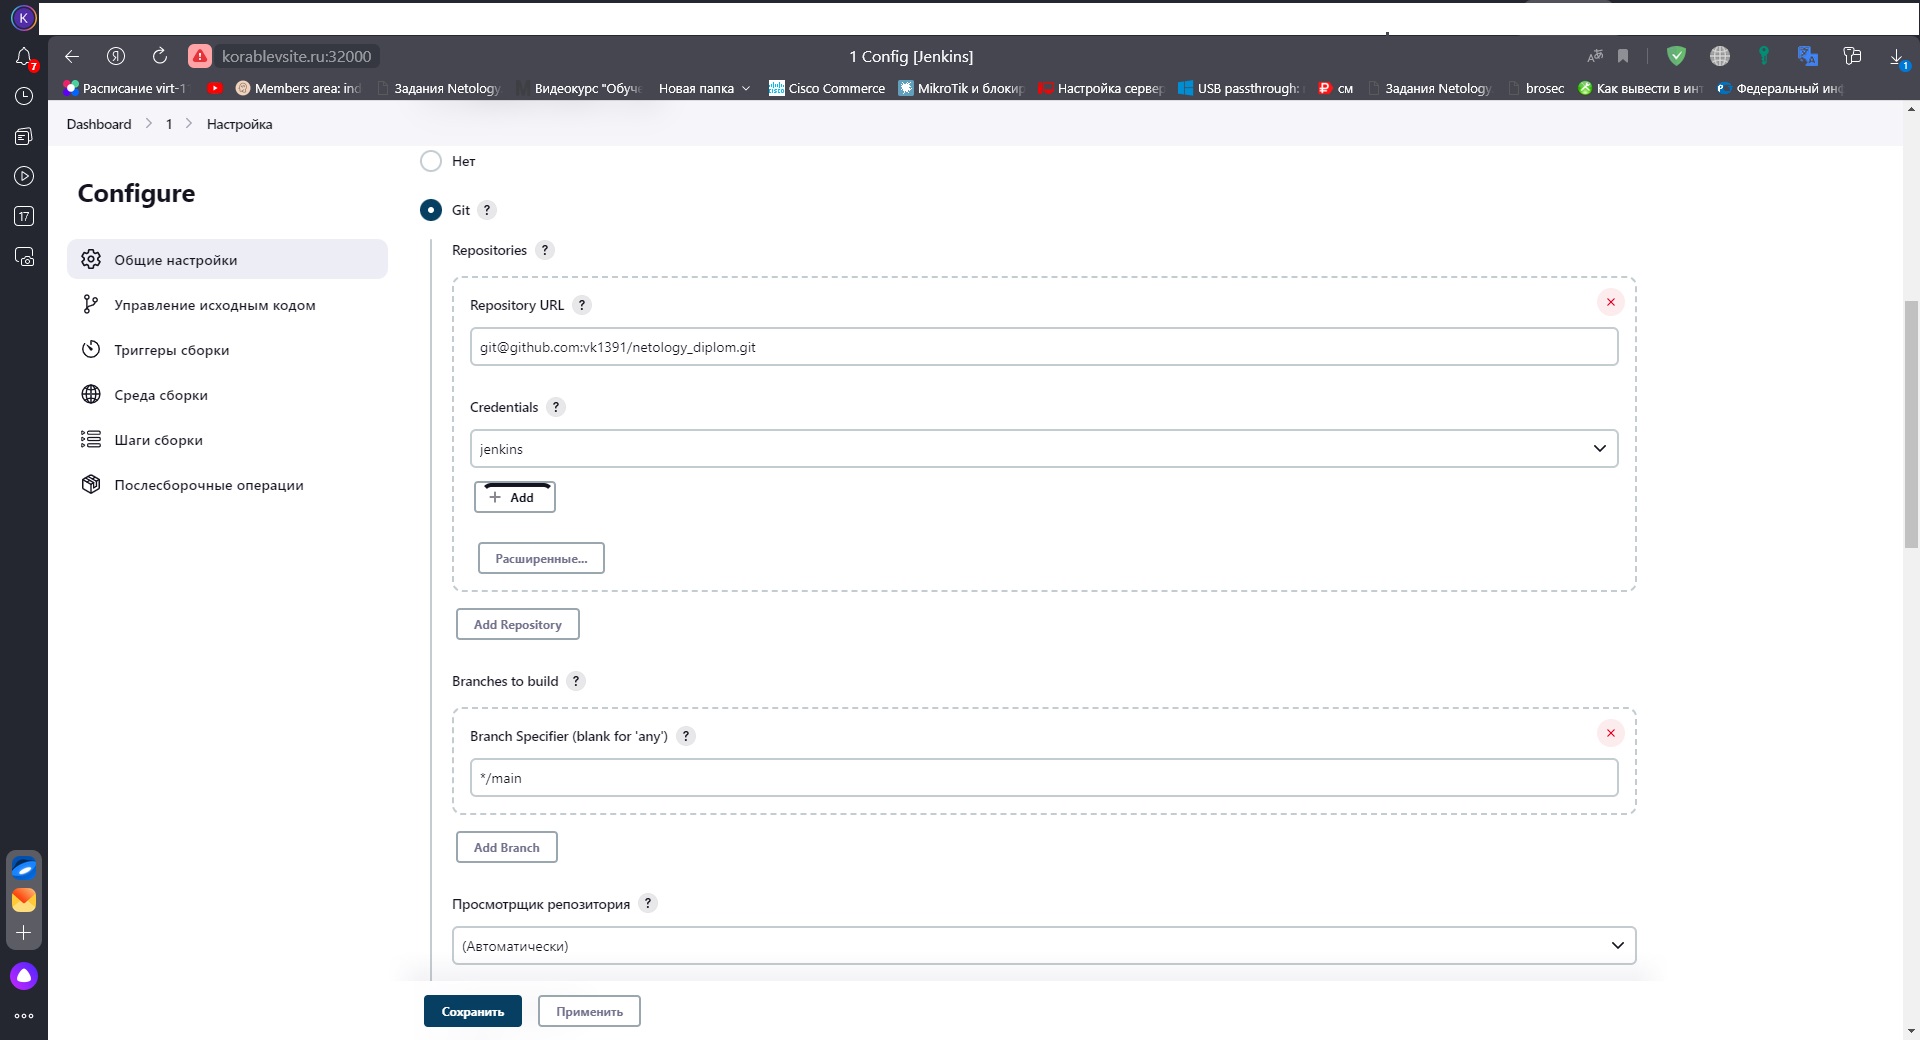 K
7
korablevsite.ru:32000
1 Config [Jenkins]
1
Расписание virt-1
Members area: ind
Задания Netology
Видеокурс "Обуче
Новая папка
Cisco Commerce
MikroTik и блокир
Настройка сервер
USB passthrough:
см
Задания Netology
brosec
Как вывести в инт
Федеральный инф
Dashboard > 1 > Настройка
17
Configure
Общие настройки
Управление исходным кодом
Триггеры сборки
Среда сборки
Шаги сборки
Послесборочные операции
Нет
Git ?
Repositories ?
Repository URL ?
git@github.com:vk1391/netology_diplom.git
Credentials ?
jenkins
+ Add
Расширенные...
Add Repository
Branches to build ?
Branch Specifier (blank for 'any') ?
*/main
Add Branch
Просмотрщик репозитория ?
(Автоматически)
Сохранить
Применить